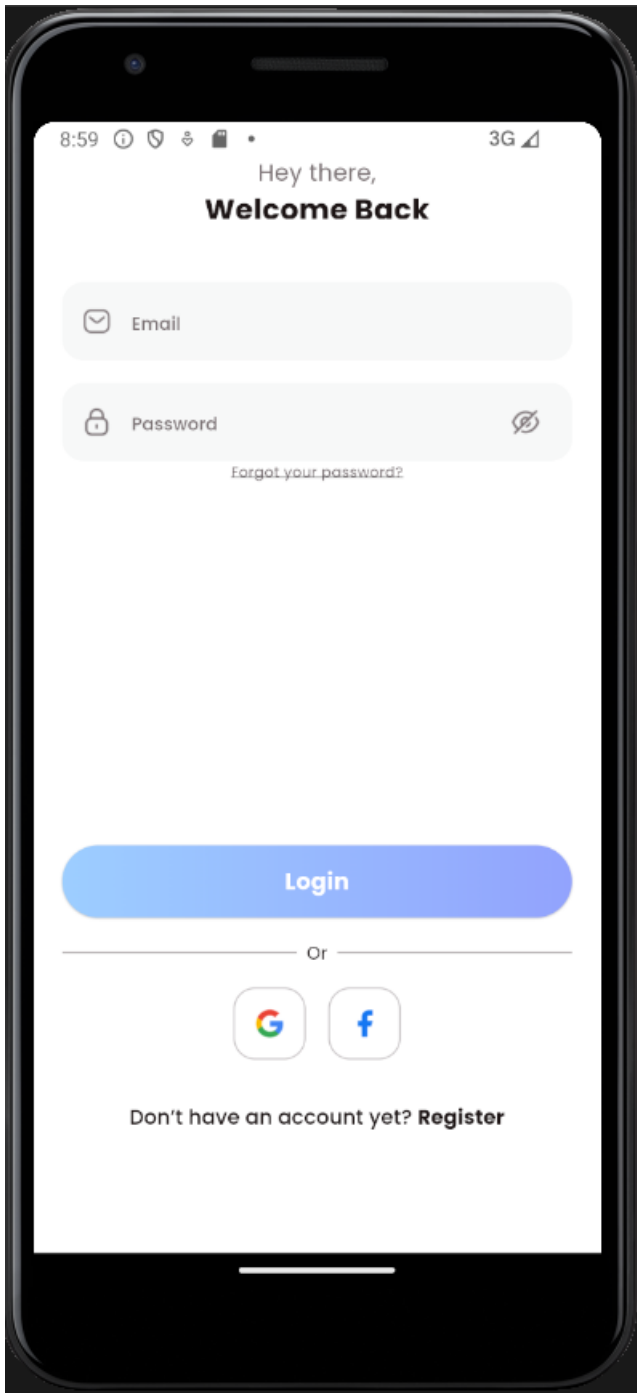 8:59 3G
Hey there,
Welcome Back
Email
Password
Forgot your password?
Login
Or
Don't have an account yet? Register